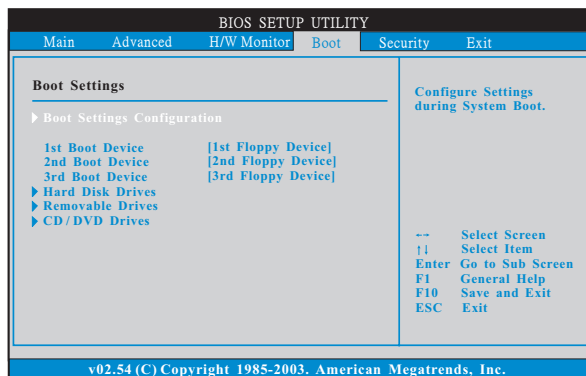 BIOS SETUP UTILITY
Main Advanced H/W Monitor Boot Security Exit
Boot Settings
Boot Settings Configuration
1st Boot Device [1st Floppy Device]
2nd Boot Device [2nd Floppy Device]
3rd Boot Device [3rd Floppy Device]
Hard Disk Drives
Removable Drives
CD/DVD Drives
Configure Settings
during System Boot.
←→ Select Screen
↑↓ Select Item
Enter Go to Sub Screen
F1 General Help
F10 Save and Exit
ESC Exit
v02.54 (C) Copyright 1985-2003. American Megatrends, Inc.